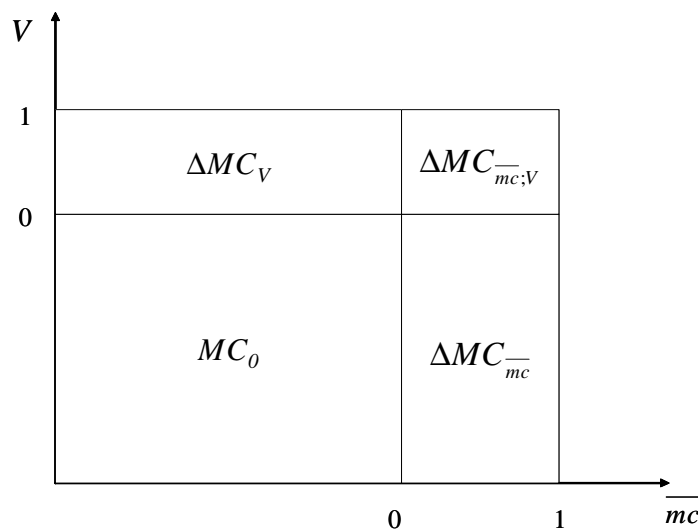 V
1
ΔMC_V ΔMC_{\overline{mc};V}
0
MC_0 ΔMC_{\overline{mc}}
0 1 \overline{mc}